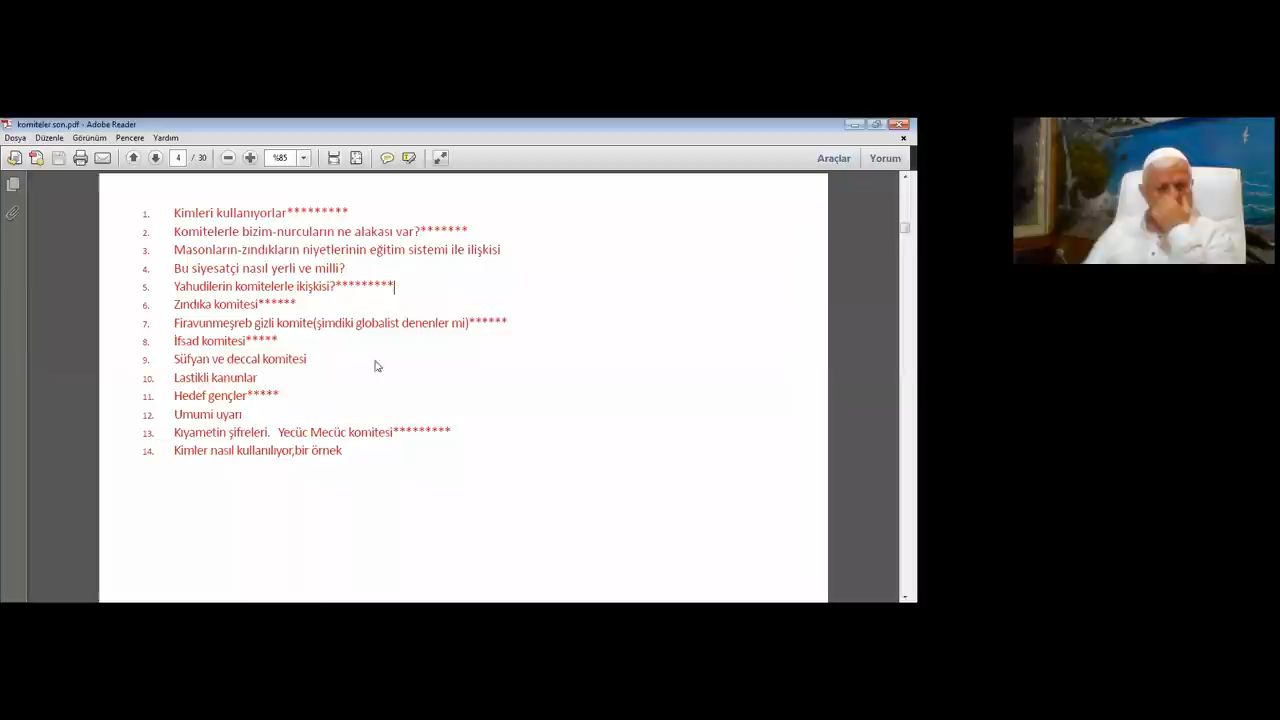 komiteler son.pdf - Adobe Reader
Dosya Düzenle Görünüm Pencere Yardım
4 / 30 %85 Araçlar Yorum
1. Kimleri kullanıyorlar*********
2. Komitelerle bizim-nurcuların ne alakası var?*******
3. Masonların-zındıkların niyetlerinin eğitim sistemi ile ilişkisi
4. Bu siyesatçi nasıl yerli ve milli?
5. Yahudilerin komitelerle ikişkisi?*********
6. Zındıka komitesi******
7. Firavunmeşreb gizli komite(şimdiki globalist denenler mi)******
8. İfsad komitesi*****
9. Süfyan ve deccal komitesi
10. Lastikli kanunlar
11. Hedef gençler*****
12. Umumi uyarı
13. Kıyametin şifreleri. Yecüc Mecüc komitesi*********
14. Kimler nasıl kullanılıyor,bir örnek